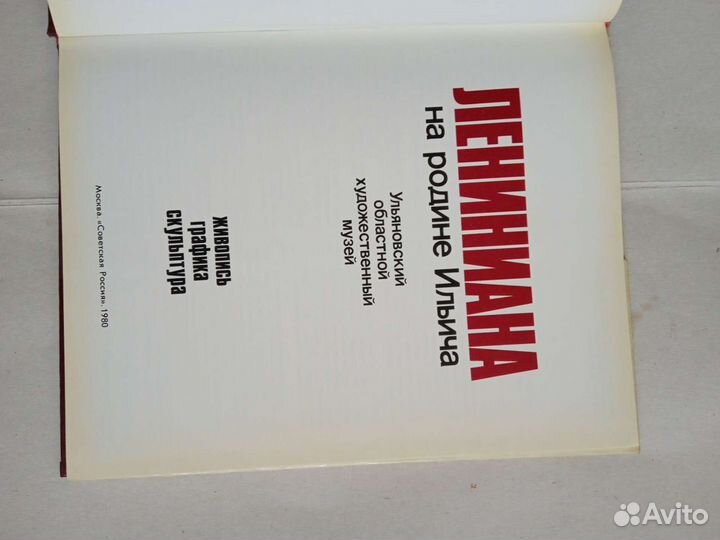 ЛЕНИНИАНА
на родине Ильича
Ульяновский
областной
художественный
музей
живопись
графика
скульптура
Москва. «Советская Россия». 1980
Avito